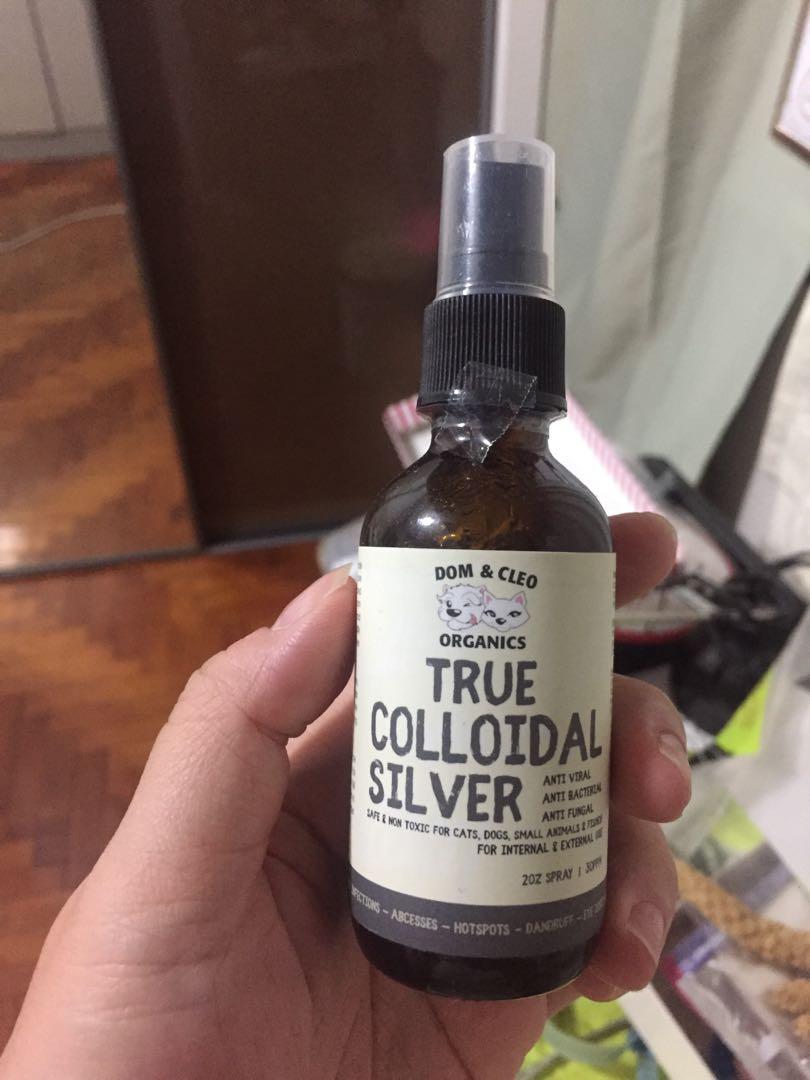 DOM & CLEO
ORGANICS
TRUE
COLLOIDAL
SILVER
ANTI VIRAL
ANTI BACTERIAL
ANTI FUNGAL
SAFE & NON TOXIC FOR CATS, DOGS, SMALL ANIMALS &
FOR INTERNAL & EXTERNAL USE
2OZ SPRAY | 30PPM
- ABCESSES - HOTSPOTS - DANDRUFF - EYE